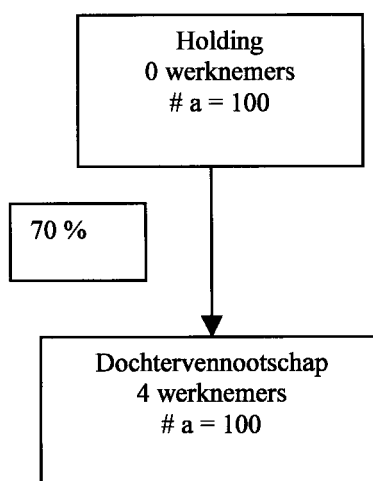 Holding
0 werknemers
# a = 100
70 %
Dochtervennootschap
4 werknemers
# a = 100